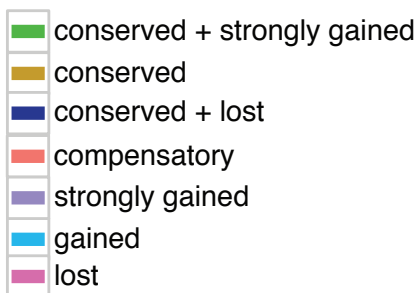 conserved + strongly gained
conserved
conserved + lost
compensatory
strongly gained
gained
lost